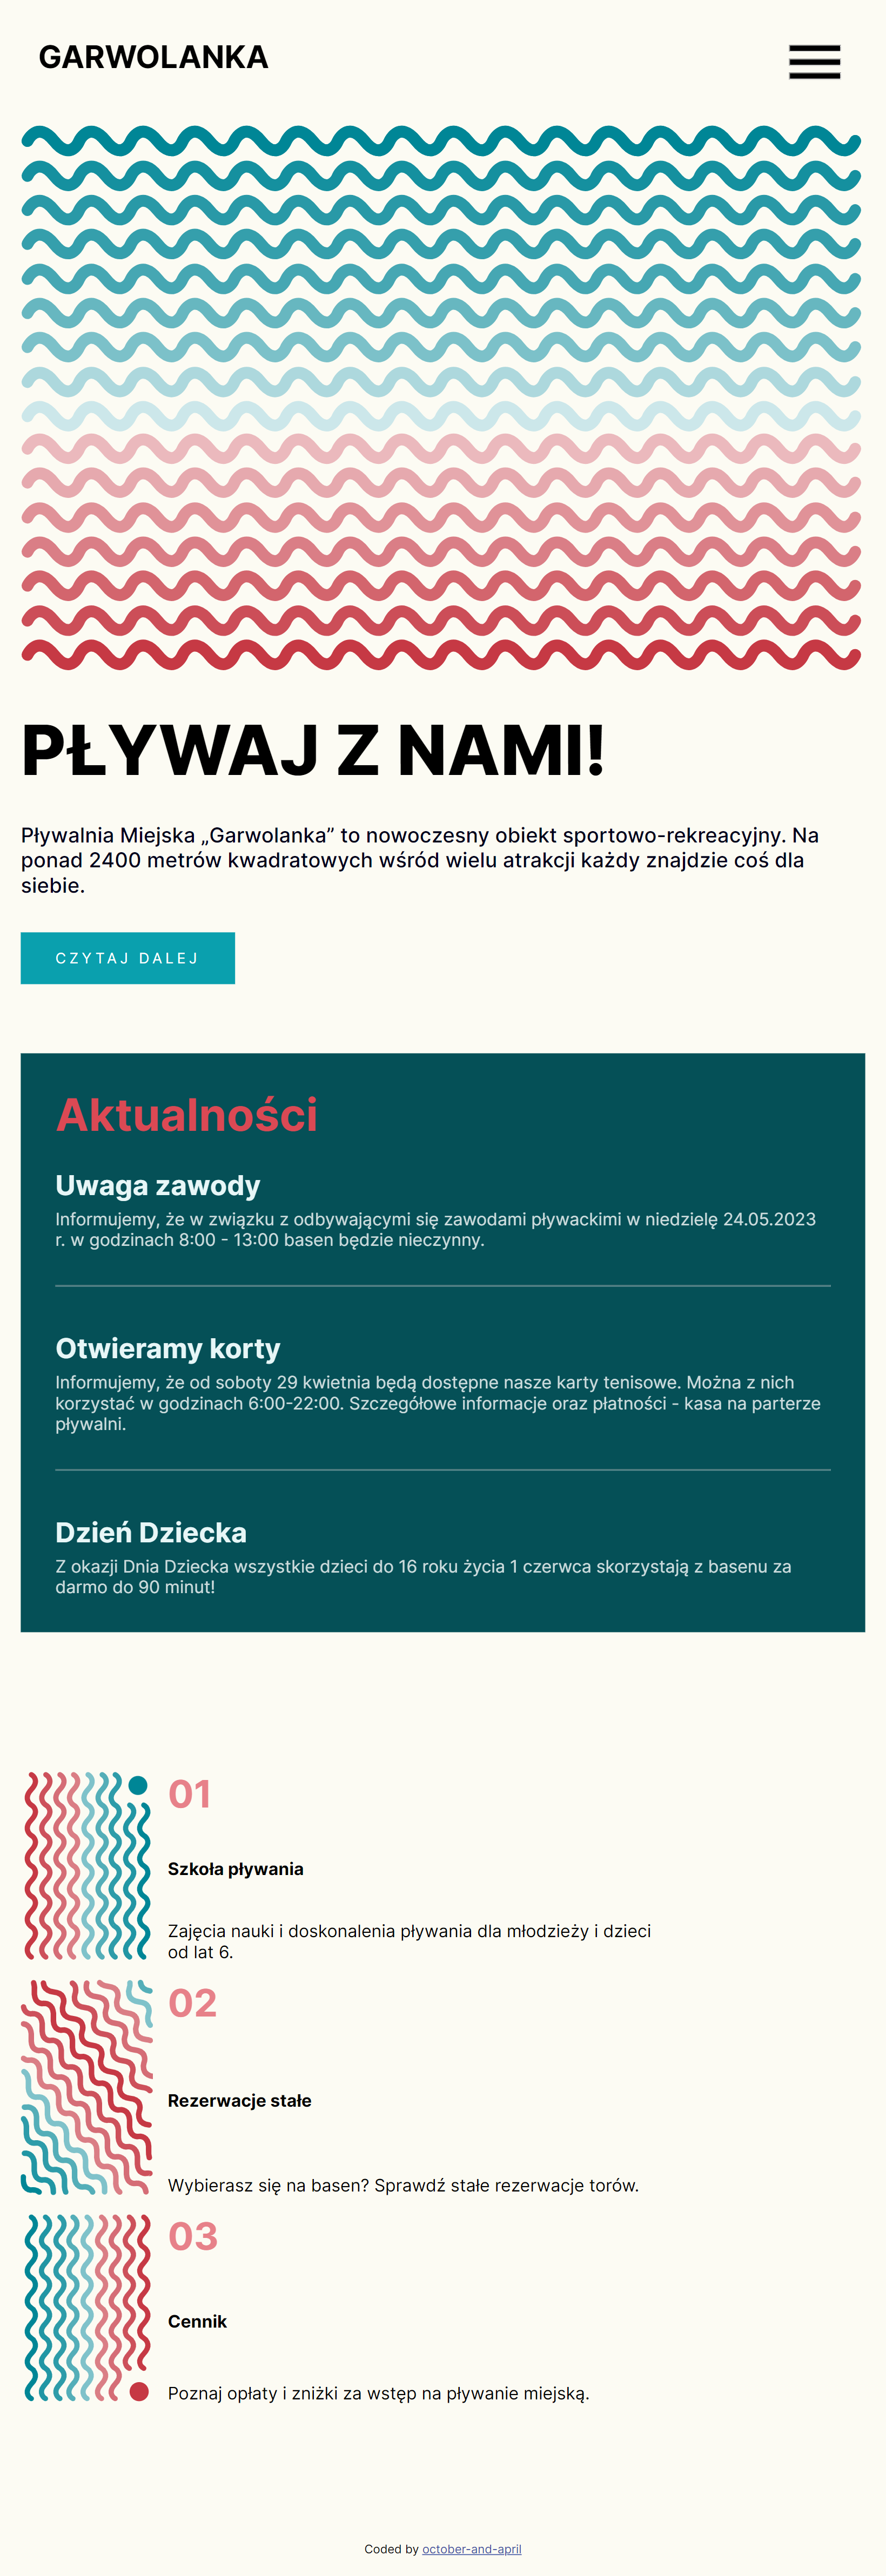 GARWOLANKA
PŁYWAJ Z NAMI!
Pływalnia Miejska „Garwolanka” to nowoczesny obiekt sportowo-rekreacyjny. Na
ponad 2400 metrów kwadratowych wśród wielu atrakcji każdy znajdzie coś dla
siebie.
CZYTAJ DALEJ
Aktualności
Uwaga zawody
Informujemy, że w związku z odbywającymi się zawodami pływackimi w niedzielę 24.05.2023
r. w godzinach 8:00 - 13:00 basen będzie nieczynny.
Otwieramy korty
Informujemy, że od soboty 29 kwietnia będą dostępne nasze karty tenisowe. Można z nich
korzystać w godzinach 6:00-22:00. Szczegółowe informacje oraz płatności - kasa na parterze
pływalni.
Dzień Dziecka
Z okazji Dnia Dziecka wszystkie dzieci do 16 roku życia 1 czerwca skorzystają z basenu za
darmo do 90 minut!
01
Szkoła pływania
Zajęcia nauki i doskonalenia pływania dla młodzieży i dzieci
od lat 6.
02
Rezerwacje stałe
Wybierasz się na basen? Sprawdź stałe rezerwacje torów.
03
Cennik
Poznaj opłaty i zniżki za wstęp na pływanie miejską.
Coded by october-and-april